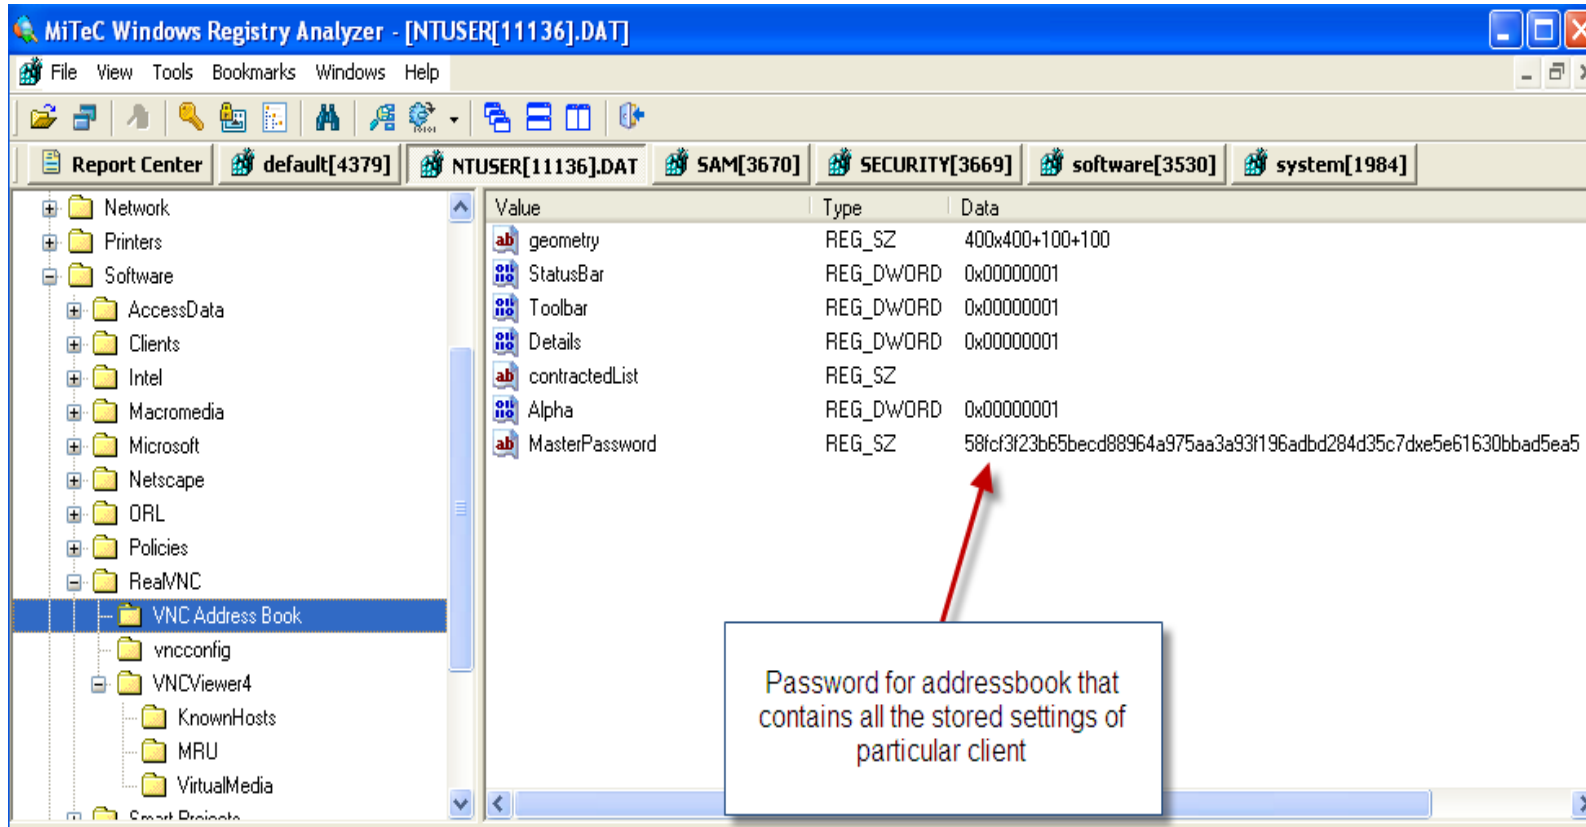 MiTeC Windows Registry Analyzer - [NTUSER[11136].DAT]
File View Tools Bookmarks Windows Help
Report Center default[4379] NTUSER[11136].DAT SAM[3670] SECURITY[3669] software[3530] system[1984]
Network
Printers
Software
AccessData
Clients
Intel
Macromedia
Microsoft
Netscape
ORL
Policies
RealVNC
VNC Address Book
vncconfig
VNCViewer4
KnownHosts
MRU
VirtualMedia
Smart Projects
Value Type Data
geometry REG_SZ 400x400+100+100
StatusBar REG_DWORD 0x00000001
Toolbar REG_DWORD 0x00000001
Details REG_DWORD 0x00000001
contractedList REG_SZ
Alpha REG_DWORD 0x00000001
MasterPassword REG_SZ 58fcf3f23b65becd88964a975aa3a93f196adbd284d35c7dxe5e61630bbad5ea5
Password for addressbook that
contains all the stored settings of
particular client